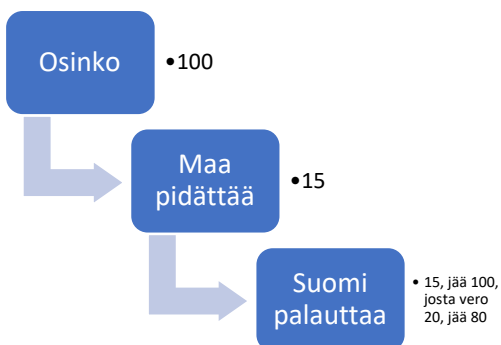 Osinko
•100
Maa
pidättää
•15
Suomi
palauttaa
• 15, jää 100,
josta vero
20, jää 80